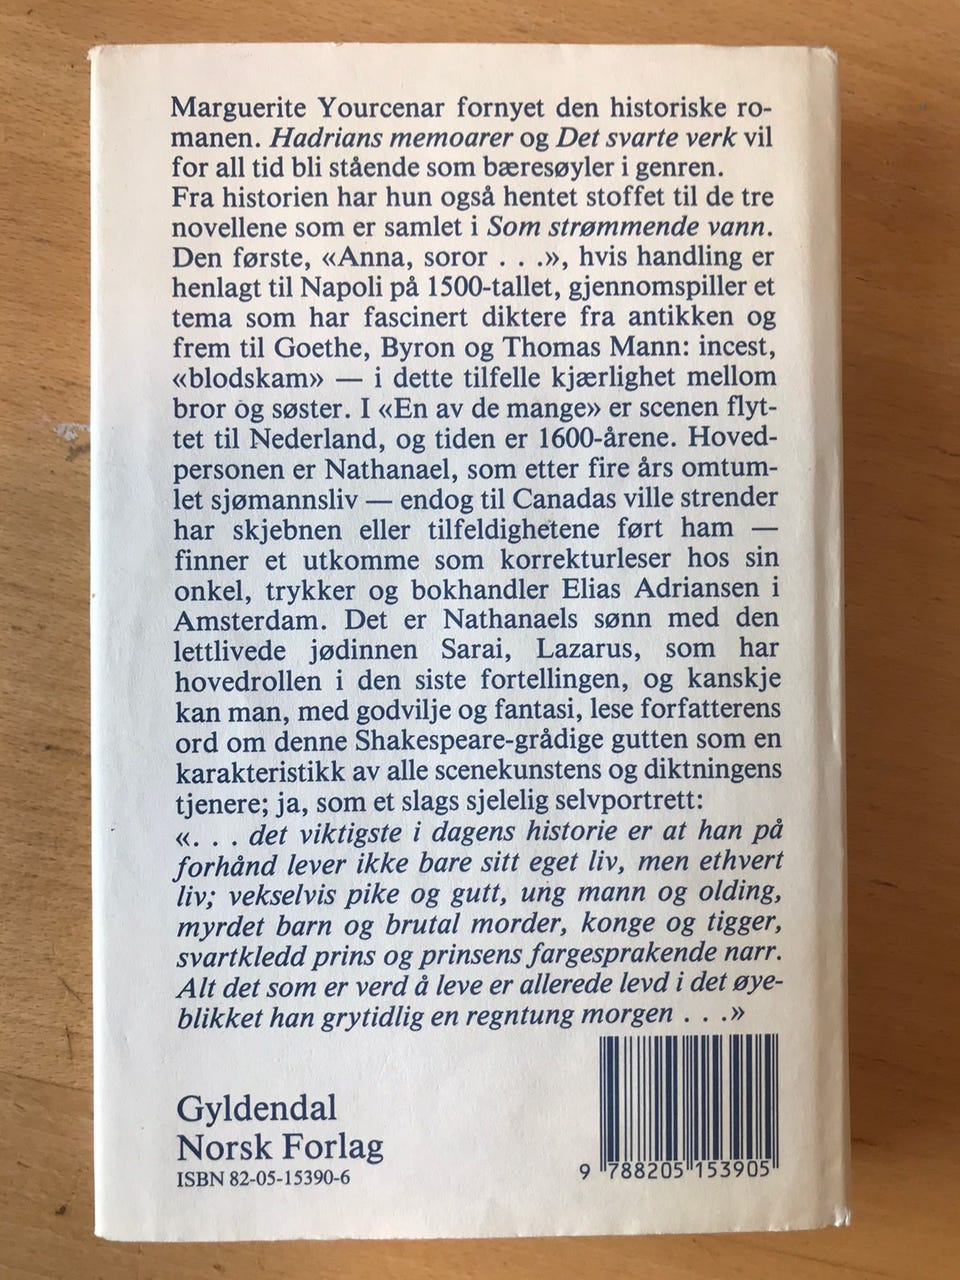 Marguerite Yourcenar fornyet den historiske ro-
manen. Hadrians memoarer og Det svarte verk vil
for all tid bli stående som bæresøyler i genren.
Fra historien har hun også hentet stoffet til de tre
novellene som er samlet i Som strømmende vann.
Den første, «Anna, soror . . .», hvis handling er
henlagt til Napoli på 1500-tallet, gjennomspiller et
tema som har fascinert diktere fra antikken og
frem til Goethe, Byron og Thomas Mann: incest,
«blodskam» — i dette tilfelle kjærlighet mellom
bror og søster. I «En av de mange» er scenen flyt-
tet til Nederland, og tiden er 1600-årene. Hoved-
personen er Nathanael, som etter fire års omtum-
let sjømannsliv — endog til Canadas ville strender
har skjebnen eller tilfeldighetene ført ham —
finner et utkomme som korrekturleser hos sin
onkel, trykker og bokhandler Elias Adriansen i
Amsterdam. Det er Nathanaels sønn med den
lettlivede jødinnen Sarai, Lazarus, som har
hovedrollen i den siste fortellingen, og kanskje
kan man, med godvilje og fantasi, lese forfatterens
ord om denne Shakespeare-grådige gutten som en
karakteristikk av alle scenekunstens og diktningens
tjenere; ja, som et slags sjelelig selvportrett:
«. . . det viktigste i dagens historie er at han på
forhånd lever ikke bare sitt eget liv, men ethvert
liv; vekselvis pike og gutt, ung mann og olding,
myrdet barn og brutal morder, konge og tigger,
svartkledd prins og prinsens fargesprakende narr.
Alt det som er verd å leve er allerede levd i det øye-
blikket han grytidlig en regntung morgen . . .»
Gyldendal
Norsk Forlag
ISBN 82-05-15390-6
9 788205 153905